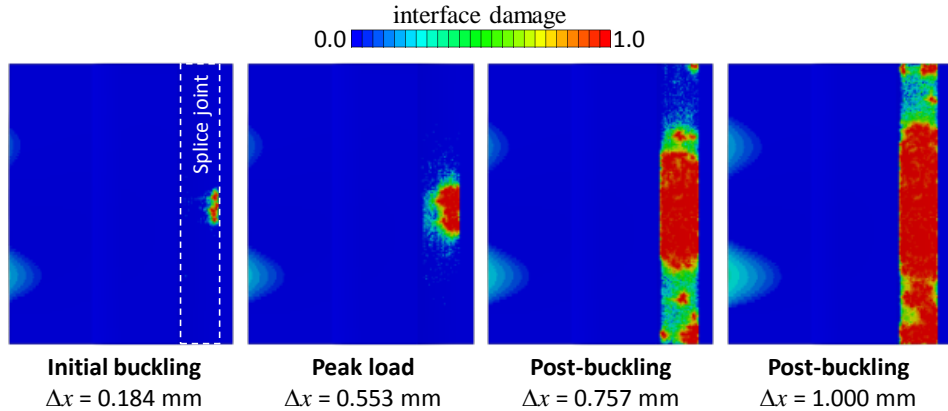 interface damage
0.0 1.0
Splice joint
Initial buckling Peak load Post-buckling Post-buckling
Δx = 0.184 mm Δx = 0.553 mm Δx = 0.757 mm Δx = 1.000 mm